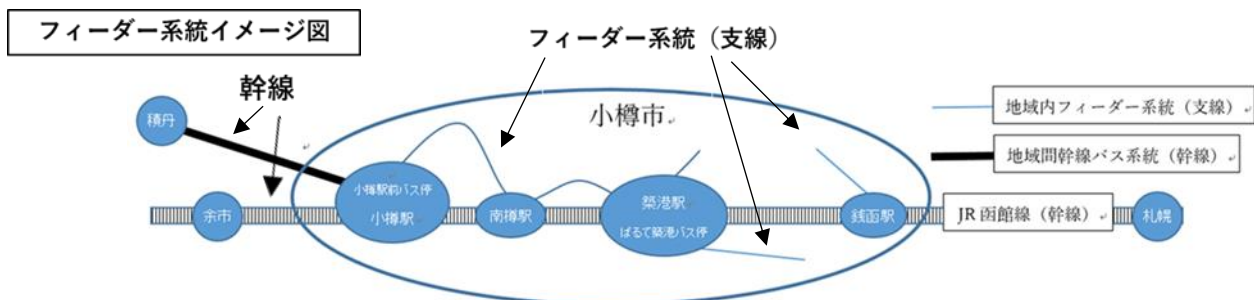 フィーダー系統イメージ図
フィーダー系統（支線）
幹線
小樽市
積丹
地域内フィーダー系統（支線）
地域間幹線バス系統（幹線）
小樽駅前バス停
小樽駅
余市
南樽駅
築港駅
ぱるて築港バス停
銭函駅
JR 函館線（幹線）
札幌